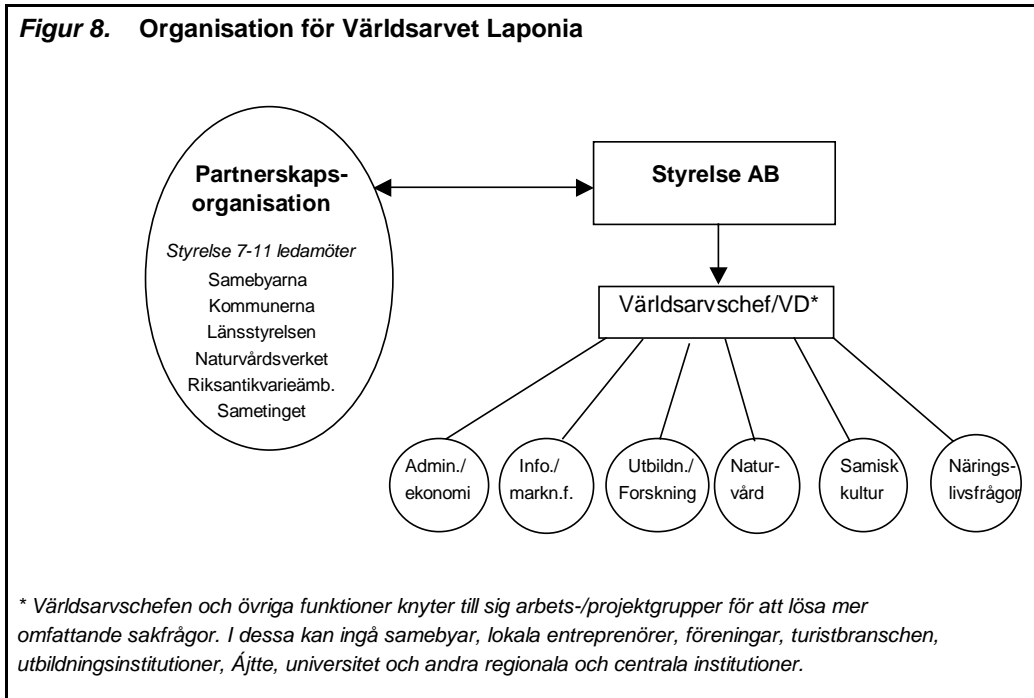 Figur 8. Organisation för Världsarvet Laponia
Partnerskaps-
organisation
Styrelse 7-11 ledamöter
Samebyarna
Kommunerna
Länsstyrelsen
Naturvårdsverket
Riksantikvarieämb.
Sametinget
Styrelse AB
Världsarvschef/VD*
Admin./
ekonomi
Info./
markn.f.
Utbildn./
Forskning
Natur-
vård
Samisk
kultur
Närings-
livsfrågor
* Världsarvschefen och övriga funktioner knyter till sig arbets-/projektgrupper för att lösa mer
omfattande sakfrågor. I dessa kan ingå samebyar, lokala entreprenörer, föreningar, turistbranschen,
utbildningsinstitutioner, Ájtte, universitet och andra regionala och centrala institutioner.